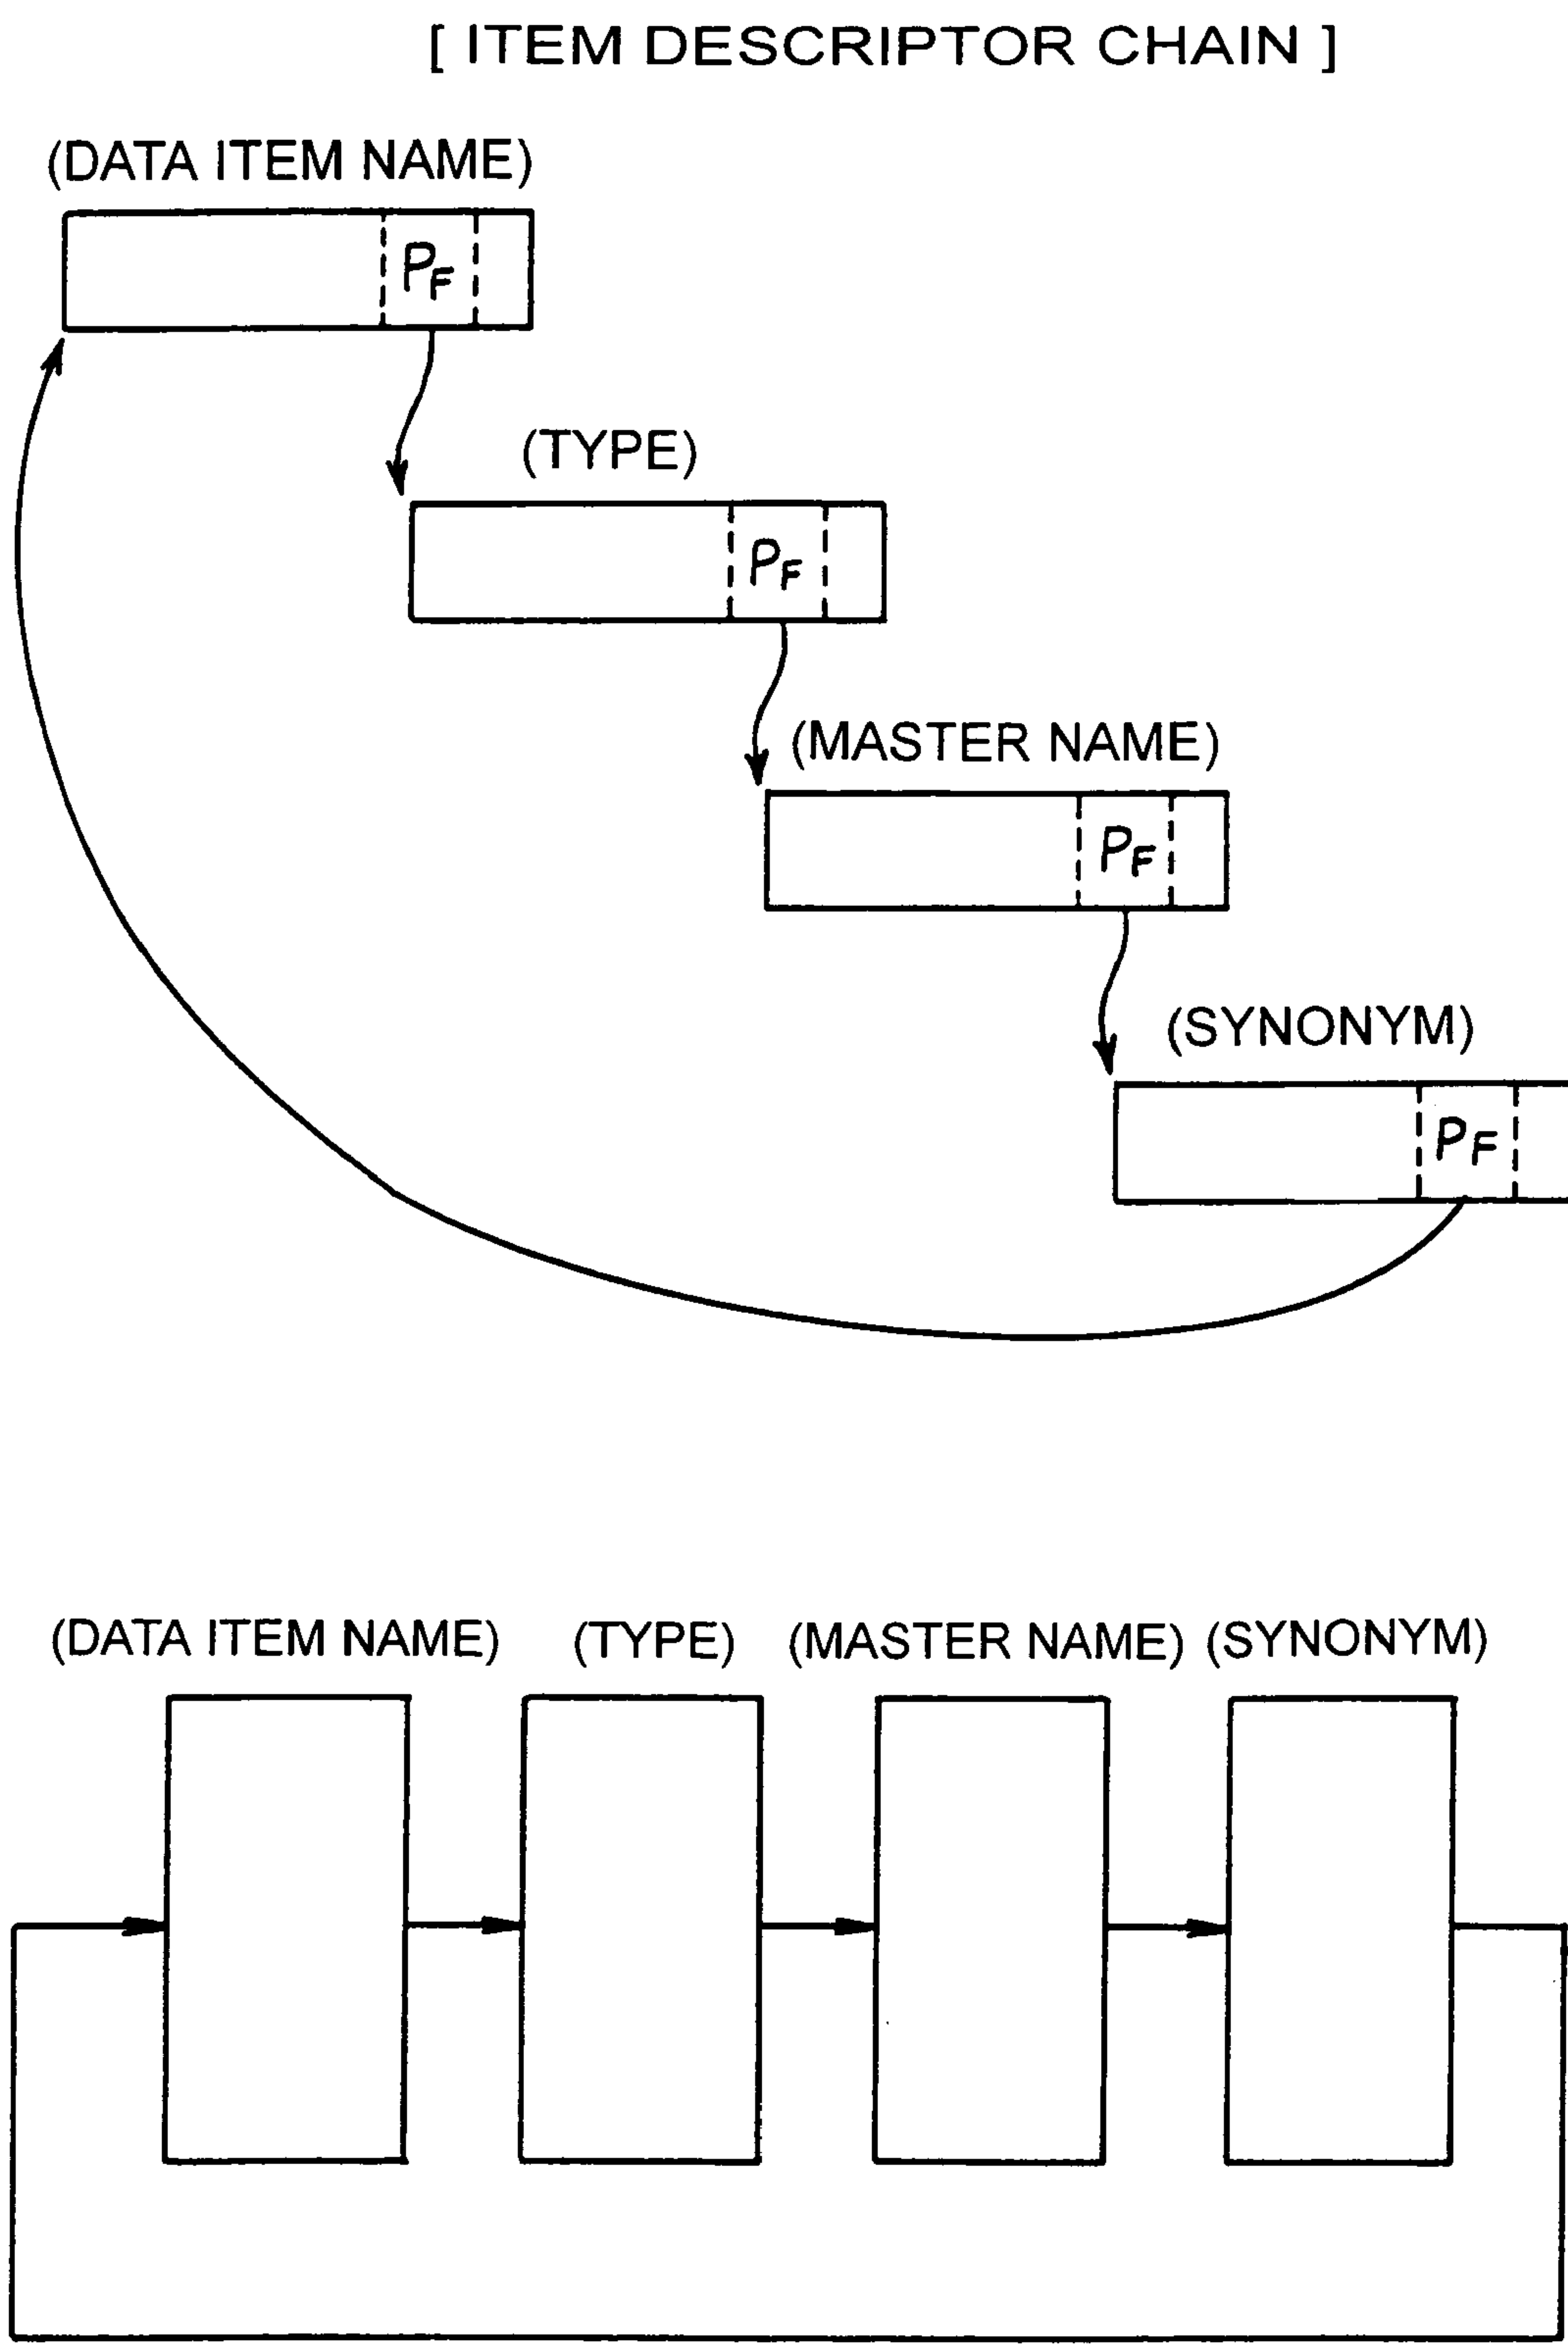 [ ITEM DESCRIPTOR CHAIN ]
(DATA ITEM NAME)
PF
(TYPE)
PF
(MASTER NAME)
PF
(SYNONYM)
PF
(DATA ITEM NAME) (TYPE) (MASTER NAME) (SYNONYM)